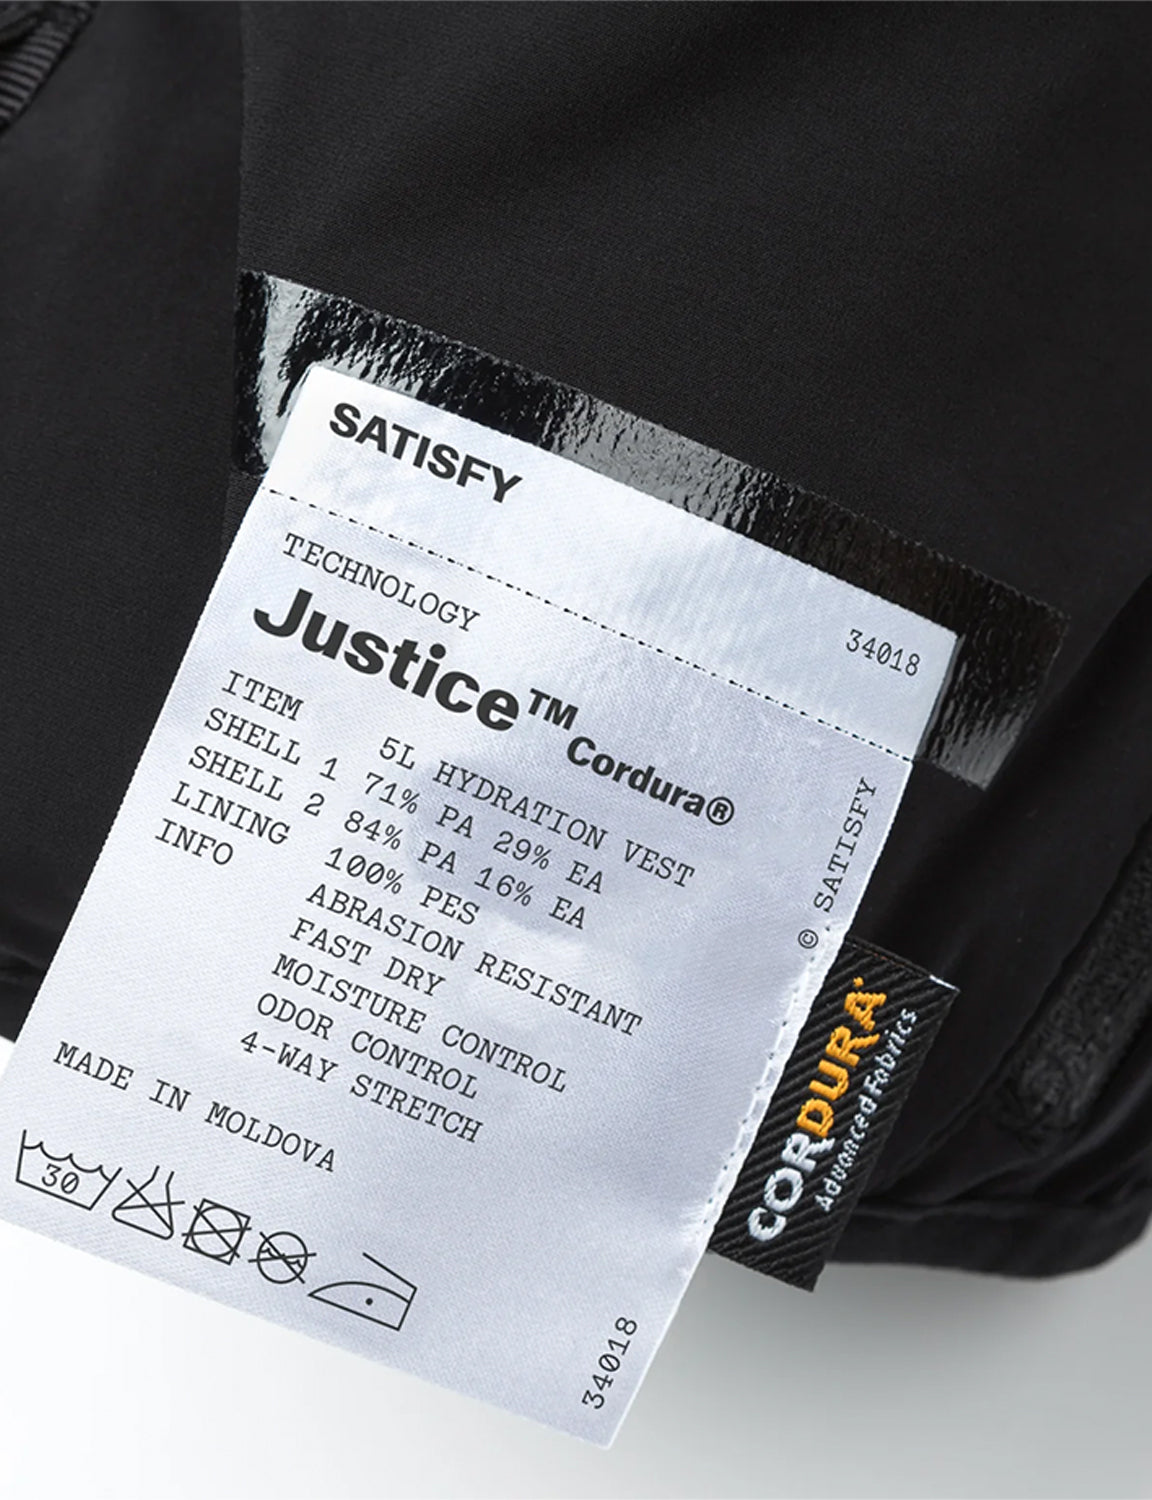 SATISFY
34018
TECHNOLOGY
Justice™ Cordura®
ITEM 5L HYDRATION VEST
SHELL 1 71% PA 29% EA
SHELL 2 84% PA 16% EA
LINING 100% PES
INFO ABRASION RESISTANT
FAST DRY
MOISTURE CONTROL
ODOR CONTROL
4-WAY STRETCH
MADE IN MOLDOVA
30
© SATISFY
34018
CORDURA
Advanced Fabrics